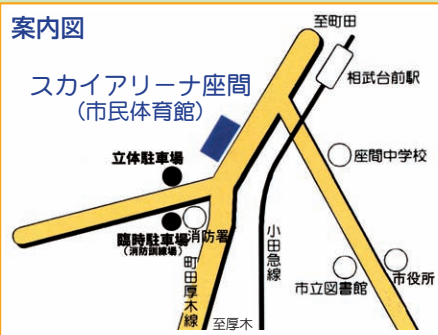 案内図
至町田
相武台前駅
スカイアリーナ座間
(市民体育館)
座間中学校
立体駐車場
臨時駐車場
(消防訓練場)
消防署
町田厚木線
小田急線
市立図書館
市役所
至厚木